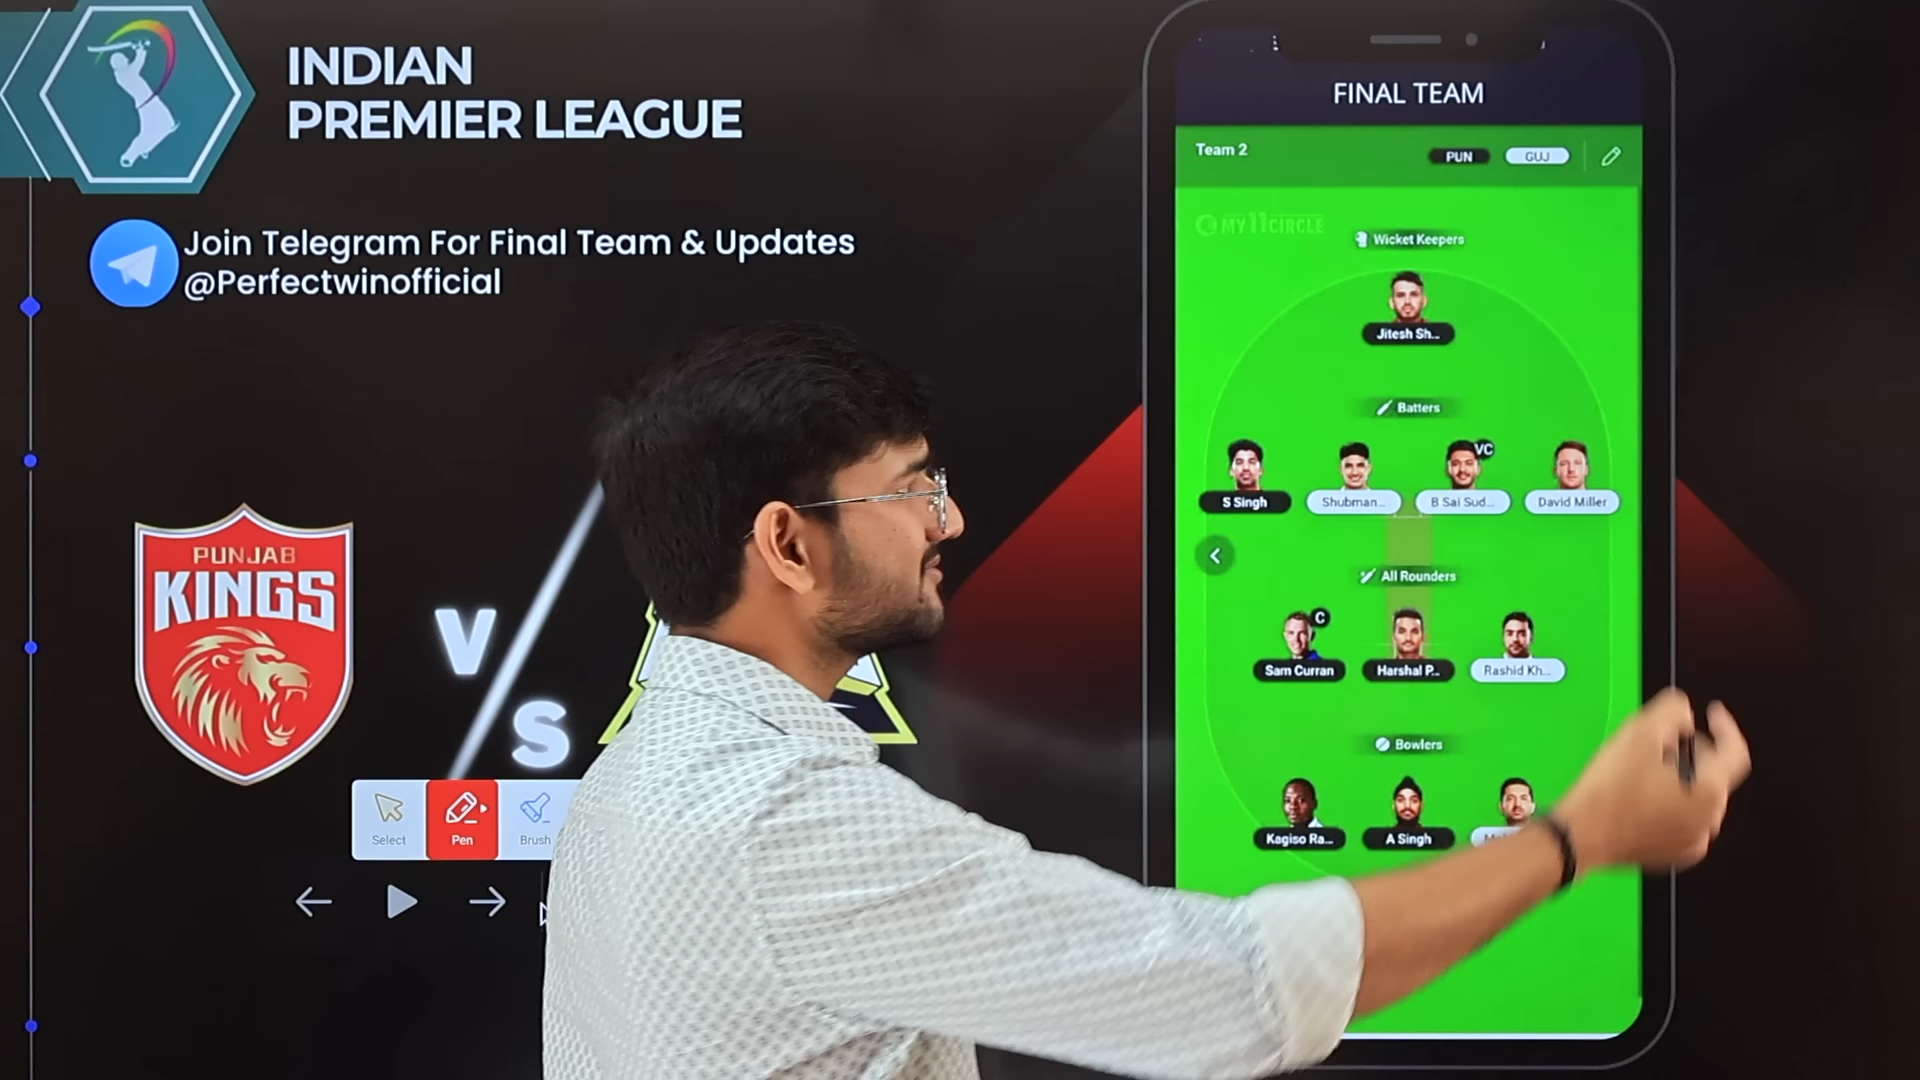 INDIAN
PREMIER LEAGUE
Join Telegram For Final Team & Updates
@Perfectwinofficial
PUNJAB
KINGS
V
S
Select
Pen
Brush
FINAL TEAM
Team 2
PUN
GUJ
MY11CIRCLE
Wicket Keepers
Jitesh Sh...
Batters
VC
S Singh
Shubman...
B Sai Sud...
David Miller
All Rounders
C
Sam Curran
Harshal P...
Rashid Kh...
Bowlers
Kagiso Ra...
A Singh